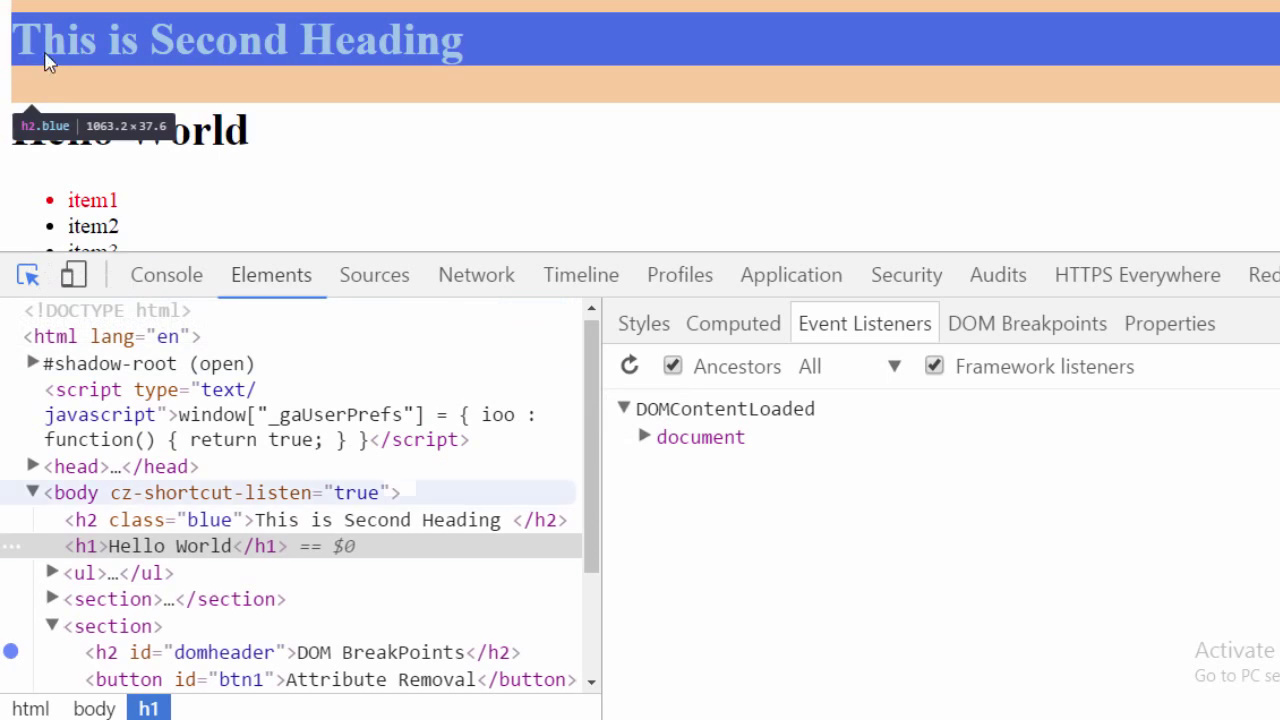 This is Second Heading
h2.blue | 1063.2×37.6
Hello World
item1
item2
item3
Console Elements Sources Network Timeline Profiles Application Security Audits HTTPS Everywhere Red
<!DOCTYPE html>
<html lang="en">
#shadow-root (open)
<script type="text/
javascript">window["_gaUserPrefs"] = { ioo :
function() { return true; } }</script>
<head>…</head>
<body cz-shortcut-listen="true">
<h2 class="blue">This is Second Heading </h2>
... <h1>Hello World</h1> == $0
<ul>…</ul>
<section>…</section>
<section>
<h2 id="domheader">DOM BreakPoints</h2>
<button id="btn1">Attribute Removal</button>
html body h1
Styles Computed Event Listeners DOM Breakpoints Properties
Ancestors All Framework listeners
DOMContentLoaded
document
Activate
Go to PC se